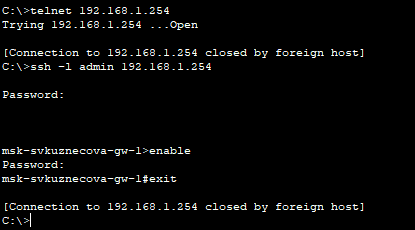 C:\>telnet 192.168.1.254
Trying 192.168.1.254 ...Open
[Connection to 192.168.1.254 closed by foreign host]
C:\>ssh -l admin 192.168.1.254
Password:
msk-svkuznecova-gw-1>enable
Password:
msk-svkuznecova-gw-1#exit
[Connection to 192.168.1.254 closed by foreign host]
C:\>